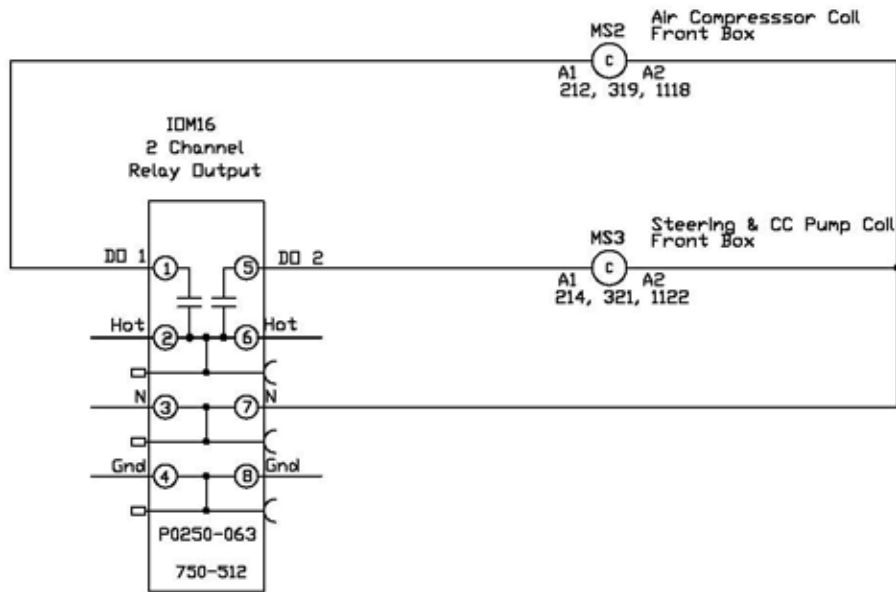 Air Compresssor Coil
Front Box
MS2
C
A1 A2
212, 319, 1118
IOM16
2 Channel
Relay Output
Steering & CC Pump Coil
Front Box
MS3
C
A1 A2
214, 321, 1122
DO 1 1 5 DO 2
Hot 2 6 Hot
N 3 7 N
Gnd 4 8 Gnd
P0250-063
750-512